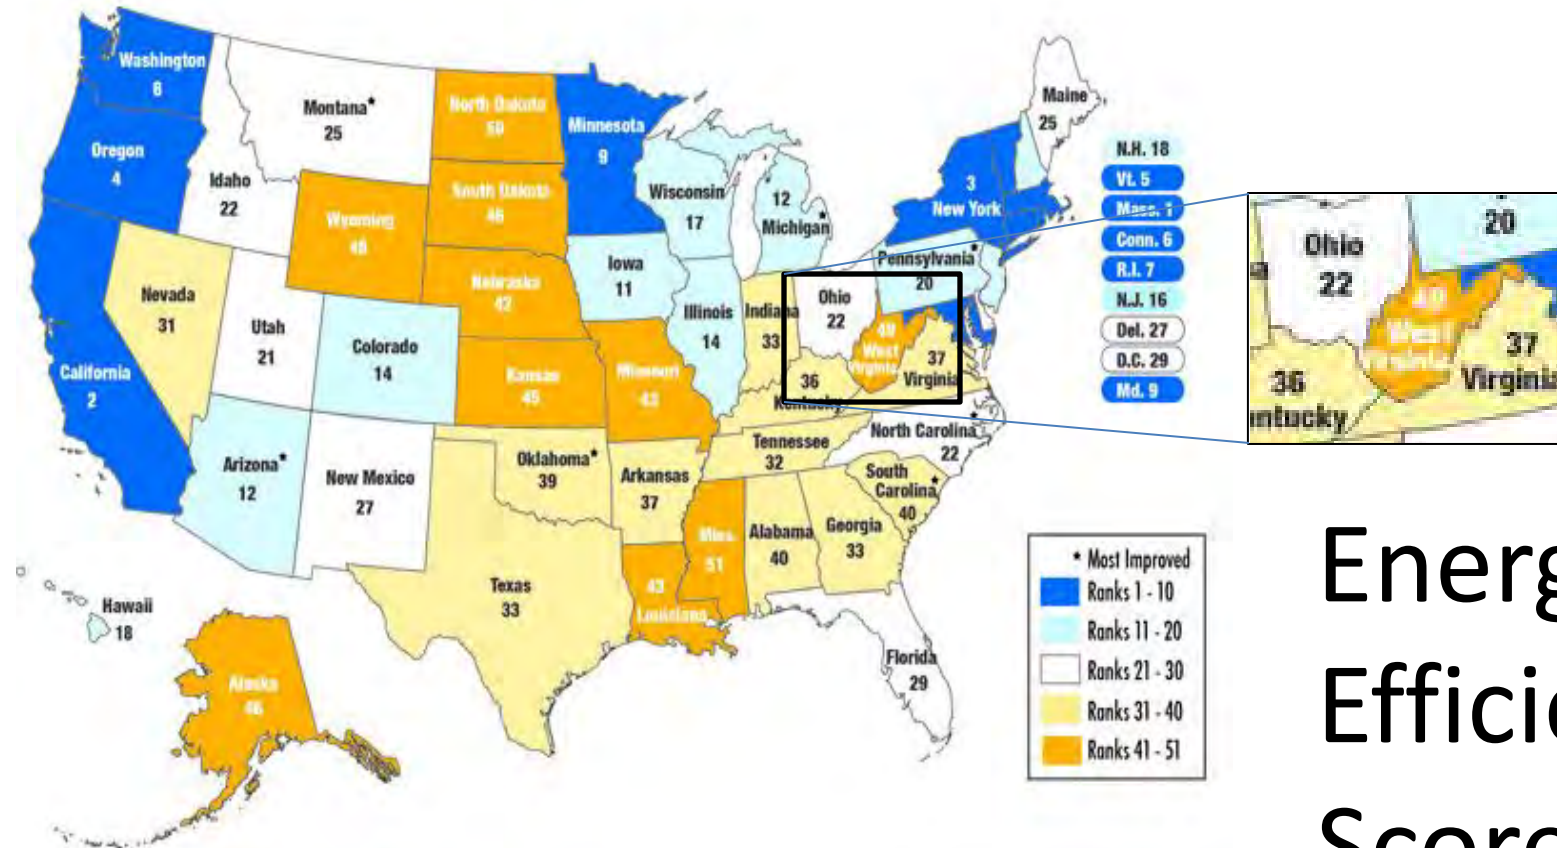 Washington
8
Montana*
25
North Dakota
50
Minnesota
9
Maine
25
Oregon
4
Idaho
22
Wyoming
48
South Dakota
46
Wisconsin
17
12
Michigan*
3
New York
N.H. 18
Vt. 5
Mass. 1
Conn. 6
R.I. 7
N.J. 16
Del. 27
D.C. 29
Md. 9
Nevada
31
Utah
21
Colorado
14
Nebraska
42
Iowa
11
Illinois
14
Indiana
33
Ohio
22
Pennsylvania*
20
49
West
Virginia
37
Virginia
36
Kentucky
California
2
Kansas
45
Missouri
43
Arizona*
12
New Mexico
27
Oklahoma*
39
Arkansas
37
Tennessee
32
North Carolina*
22
South
Carolina*
40
Texas
33
43
Louisiana
Miss.
51
Alabama
40
Georgia
33
Florida
29
Hawaii
18
Alaska
46
* Most Improved
Ranks 1 - 10
Ranks 11 - 20
Ranks 21 - 30
Ranks 31 - 40
Ranks 41 - 51
Ohio
22
20
a
49
West
Virginia
37
Virginia
36
ntucky
Energ
Efficie
Score